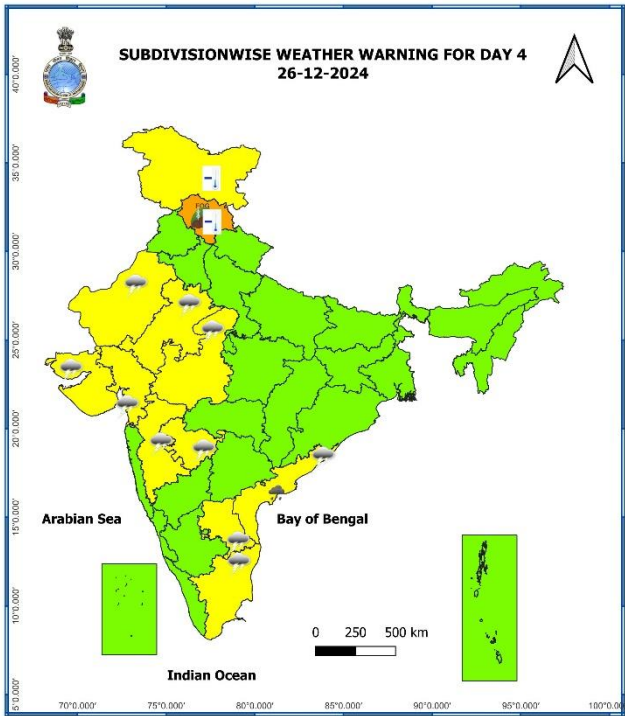 SUBDIVISIONWISE WEATHER WARNING FOR DAY 4
26-12-2024
40°0.000'
35°0.000'
FOG
30°0.000'
25°0.000'
20°0.000'
15°0.000'
Arabian Sea
Bay of Bengal
10°0.000'
0 250 500 km
Indian Ocean
5°0.000'
70°0.000' 75°0.000' 80°0.000' 85°0.000' 90°0.000' 95°0.000' 100°0.000'